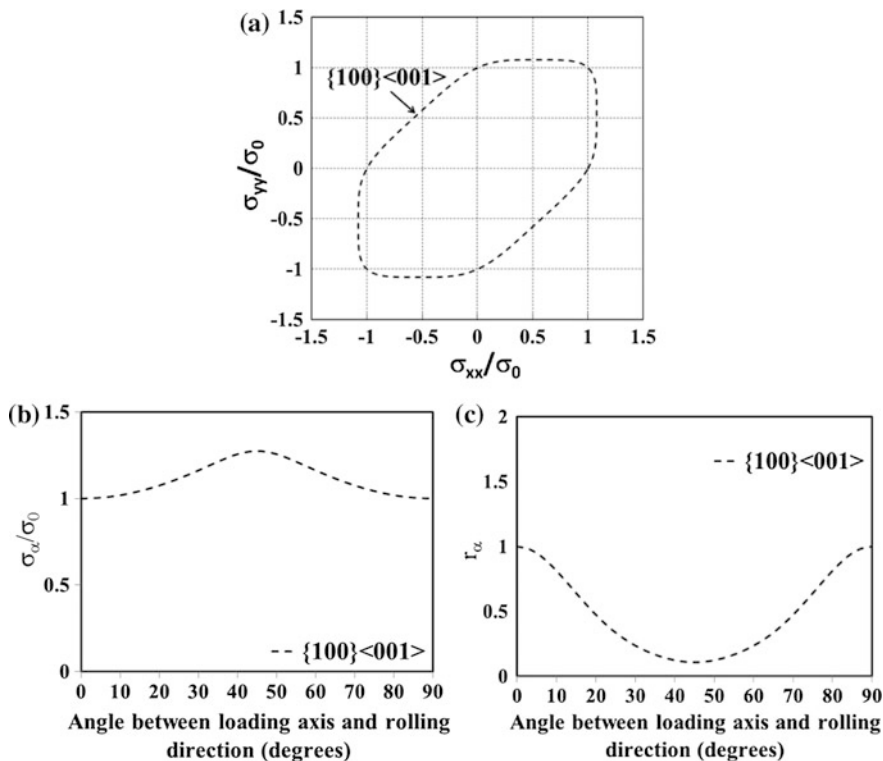 (a)
1.5
1
0.5
0
-0.5
-1
-1.5
σyy/σ0
{100}<001>
-1.5 -1 -0.5 0 0.5 1 1.5
σxx/σ0
(b)
1.5
1
0.5
0
σα/σ0
{100}<001>
0 10 20 30 40 50 60 70 80 90
Angle between loading axis and rolling
direction (degrees)
(c)
2
1.5
1
0.5
0
rα
{100}<001>
0 10 20 30 40 50 60 70 80 90
Angle between loading axis and rolling
direction (degrees)